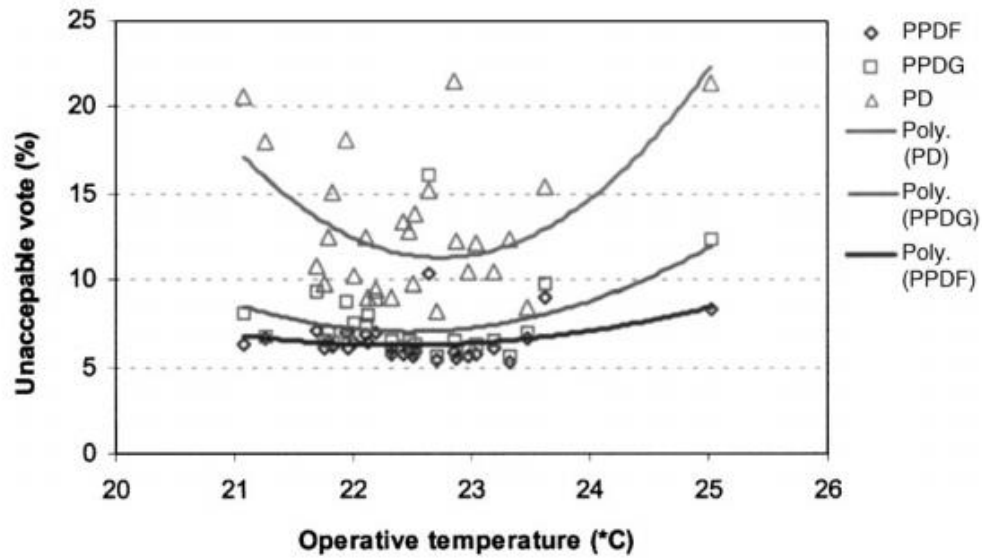 25
20
15
10
5
0
Unaccepable vote (%)
20 21 22 23 24 25 26
Operative temperature (*C)
PPDF
PPDG
PD
Poly.
(PD)
Poly.
(PPDG)
Poly.
(PPDF)